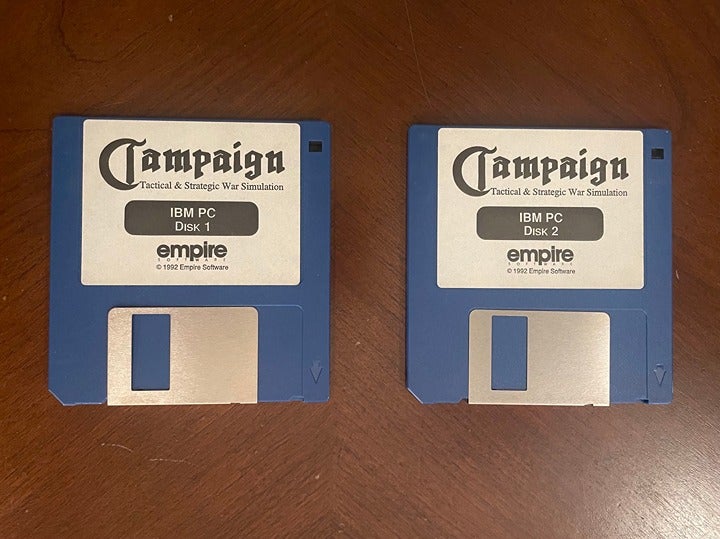 Campaign
Tactical & Strategic War Simulation
IBM PC
DISK 1
empire
SOFTWARE
© 1992 Empire Software
Campaign
Tactical & Strategic War Simulation
IBM PC
DISK 2
empire
SOFTWARE
© 1992 Empire Software